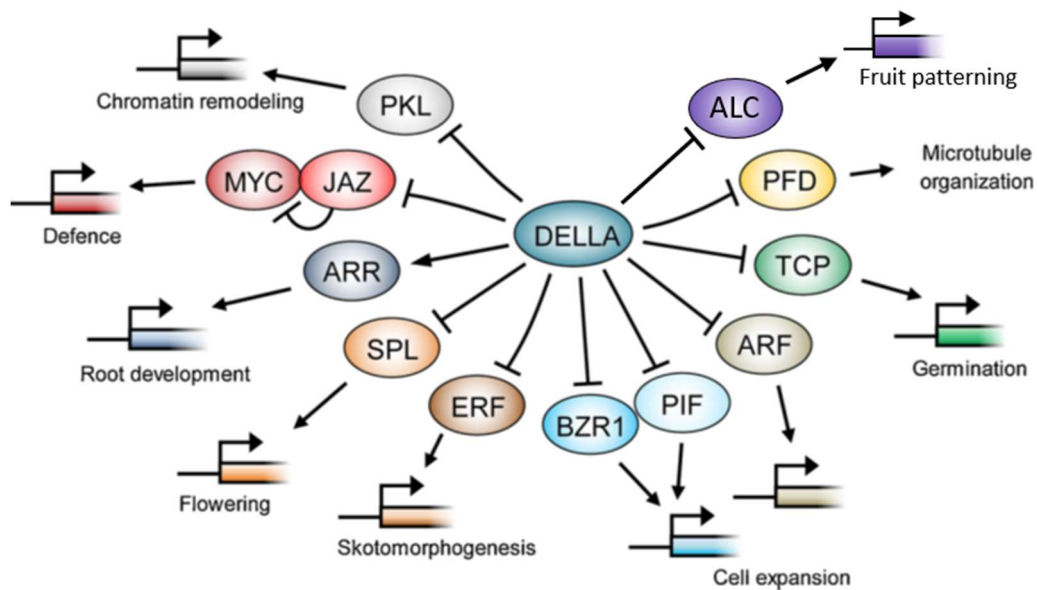 Fruit patterning
Chromatin remodeling
PKL
ALC
Microtubule
organization
MYC
JAZ
PFD
Defence
DELLA
ARR
TCP
Root development
SPL
ARF
Germination
ERF
BZR1
PIF
Flowering
Skotomorphogenesis
Cell expansion